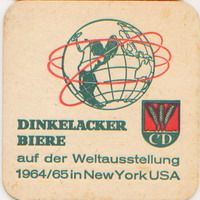 DINKELACKER
BIERE
CD
auf der Weltausstellung
1964/65 in New York USA